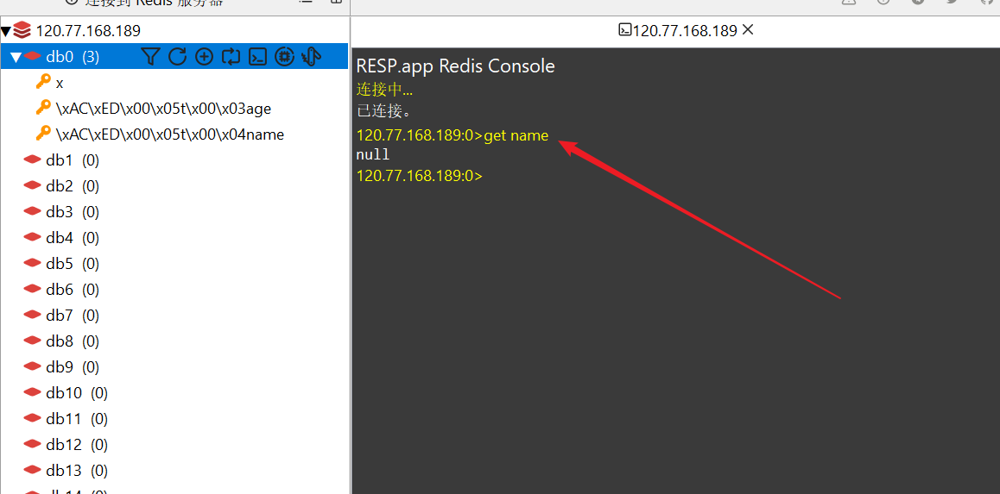 连接到 Redis 服务器
120.77.168.189
db0 (3)
x
\xAC\xED\x00\x05t\x00\x03age
\xAC\xED\x00\x05t\x00\x04name
db1 (0)
db2 (0)
db3 (0)
db4 (0)
db5 (0)
db6 (0)
db7 (0)
db8 (0)
db9 (0)
db10 (0)
db11 (0)
db12 (0)
db13 (0)
db14 (0)
120.77.168.189
RESP.app Redis Console
连接中...
已连接。
120.77.168.189:0>get name
null
120.77.168.189:0>